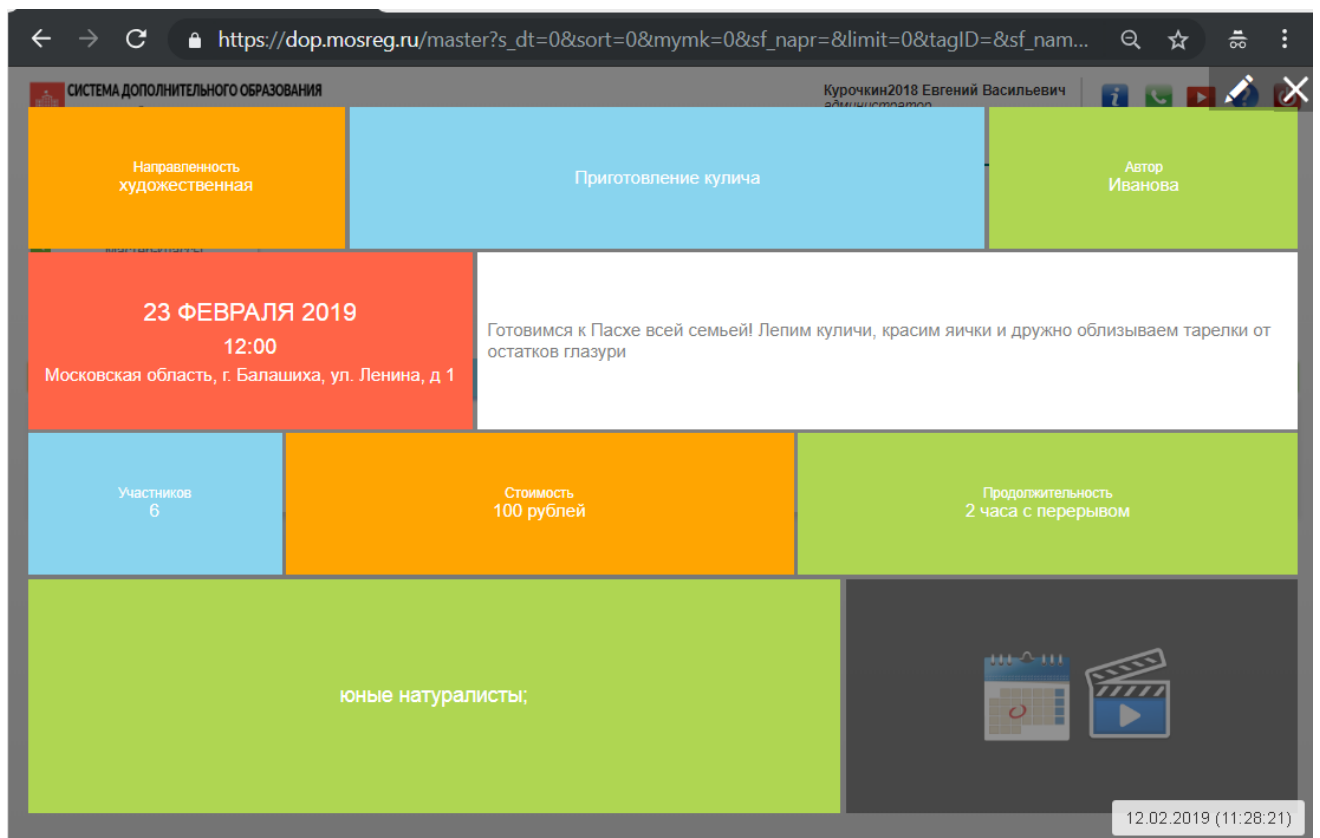 https://dop.mosreg.ru/master?s_dt=0&sort=0&mymk=0&sf_napr=&limit=0&tagID=&sf_nam...
СИСТЕМА ДОПОЛНИТЕЛЬНОГО ОБРАЗОВАНИЯ
Курочкин2018 Евгений Васильевич
администратор
Направленность
художественная
Приготовление кулича
Автор
Иванова
Мастер-классы
23 ФЕВРАЛЯ 2019
12:00
Московская область, г. Балашиха, ул. Ленина, д 1
Готовимся к Пасхе всей семьей! Лепим куличи, красим яички и дружно облизываем тарелки от
остатков глазури
Участников
6
Стоимость
100 рублей
Продолжительность
2 часа с перерывом
юные натуралисты;
12.02.2019 (11:28:21)